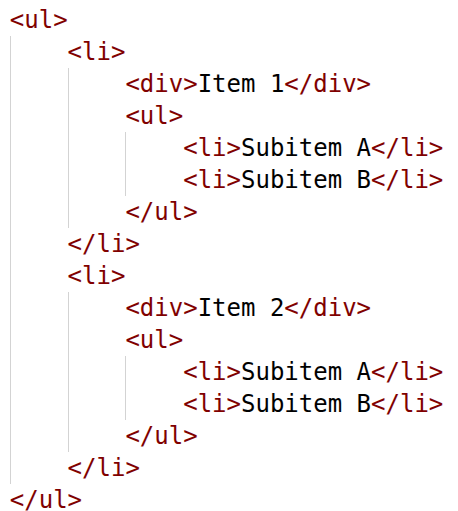 <ul>
    <li>
        <div>Item 1</div>
        <ul>
            <li>Subitem A</li>
            <li>Subitem B</li>
        </ul>
    </li>
    <li>
        <div>Item 2</div>
        <ul>
            <li>Subitem A</li>
            <li>Subitem B</li>
        </ul>
    </li>
</ul>